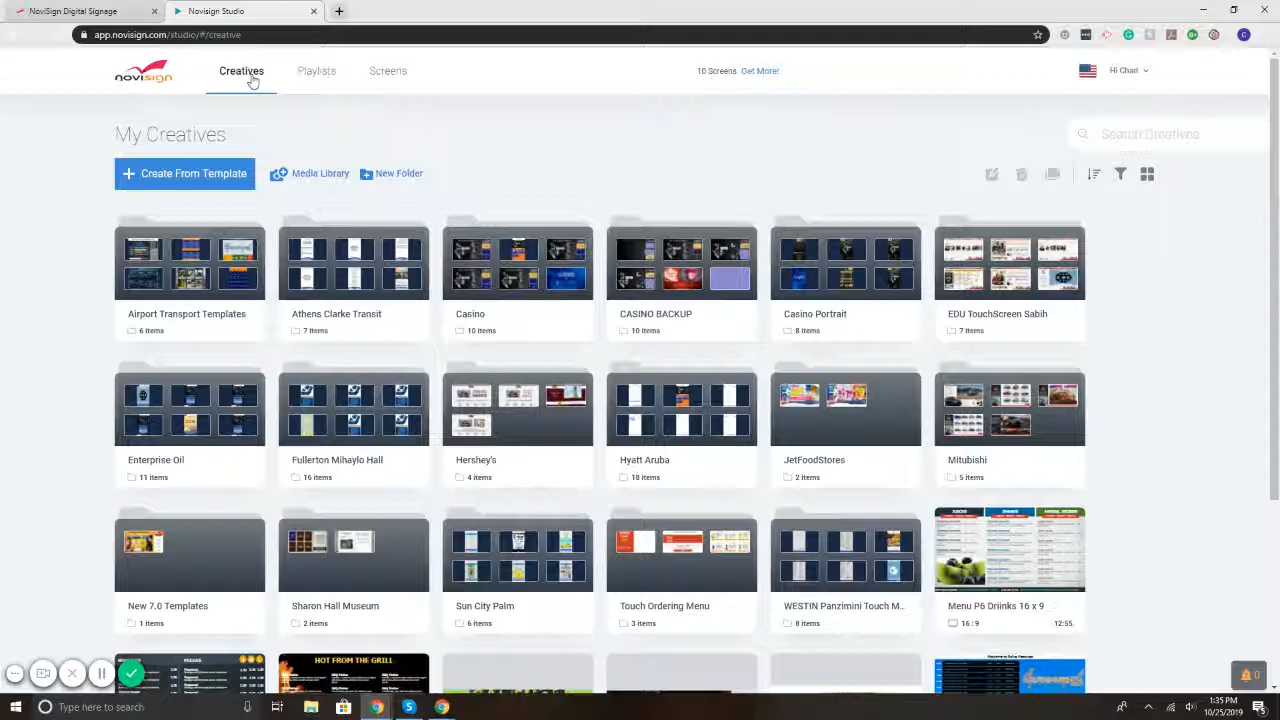 NoviSign Digital Signage
Novisign Studio
app.novisign.com/studio/#/creative
novisign
Creatives
Playlists
Screens
10 Screens Get More!
Hi Chad
My Creatives
Search Creatives
Create From Template
Media Library
New Folder
Airport Transport Templates
6 items
Athens Clarke Transit
7 items
Casino
10 items
CASINO BACKUP
10 items
Casino Portrait
8 items
EDU TouchScreen Sabih
7 items
Enterprise Oil
11 items
Fullerton Mihaylo Hall
16 items
Hershey's
4 items
Hyatt Aruba
18 items
JetFoodStores
2 items
Mitubishi
5 items
New 7.0 Templates
1 items
Sharon Hall Museum
2 items
Sun City Palm
6 items
Touch Ordering Menu
3 items
WESTIN Panzimini Touch M...
8 items
Menu P6 Driinks 16 x 9
16 : 9
12:55
PIZZAS
HOT FROM THE GRILL
Type here to search
1:35 PM
10/25/2019